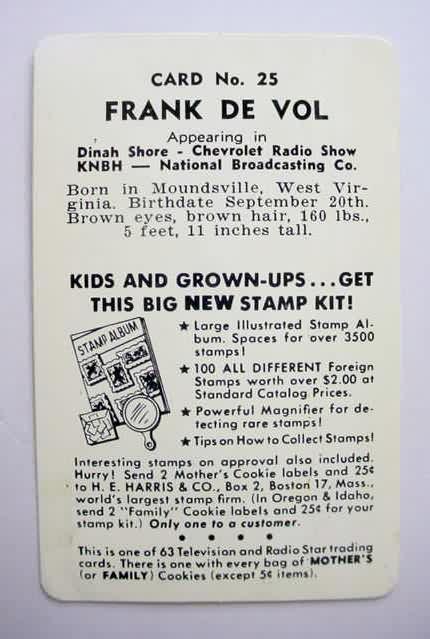 CARD No. 25
FRANK DE VOL
Appearing in
Dinah Shore - Chevrolet Radio Show
KNBH — National Broadcasting Co.
Born in Moundsville, West Vir-
ginia. Birthdate September 20th.
Brown eyes, brown hair, 160 lbs.,
5 feet, 11 inches tall.
KIDS AND GROWN-UPS...GET
THIS BIG NEW STAMP KIT!
STAMP ALBUM
★ Large Illustrated Stamp Al-
bum. Spaces for over 3500
stamps!
★ 100 ALL DIFFERENT Foreign
Stamps worth over $2.00 at
Standard Catalog Prices.
★ Powerful Magnifier for de-
tecting rare stamps!
★ Tips on How to Collect Stamps!
Interesting stamps on approval also included.
Hurry! Send 2 Mother's Cookie labels and 25¢
to H. E. HARRIS & CO., Box 2, Boston 17, Mass.,
world's largest stamp firm. (In Oregon & Idaho,
send 2 "Family" Cookie labels and 25¢ for your
stamp kit.) Only one to a customer.
• • • •
This is one of 63 Television and Radio Star trading
cards. There is one with every bag of MOTHER'S
(or FAMILY) Cookies (except 5¢ items).